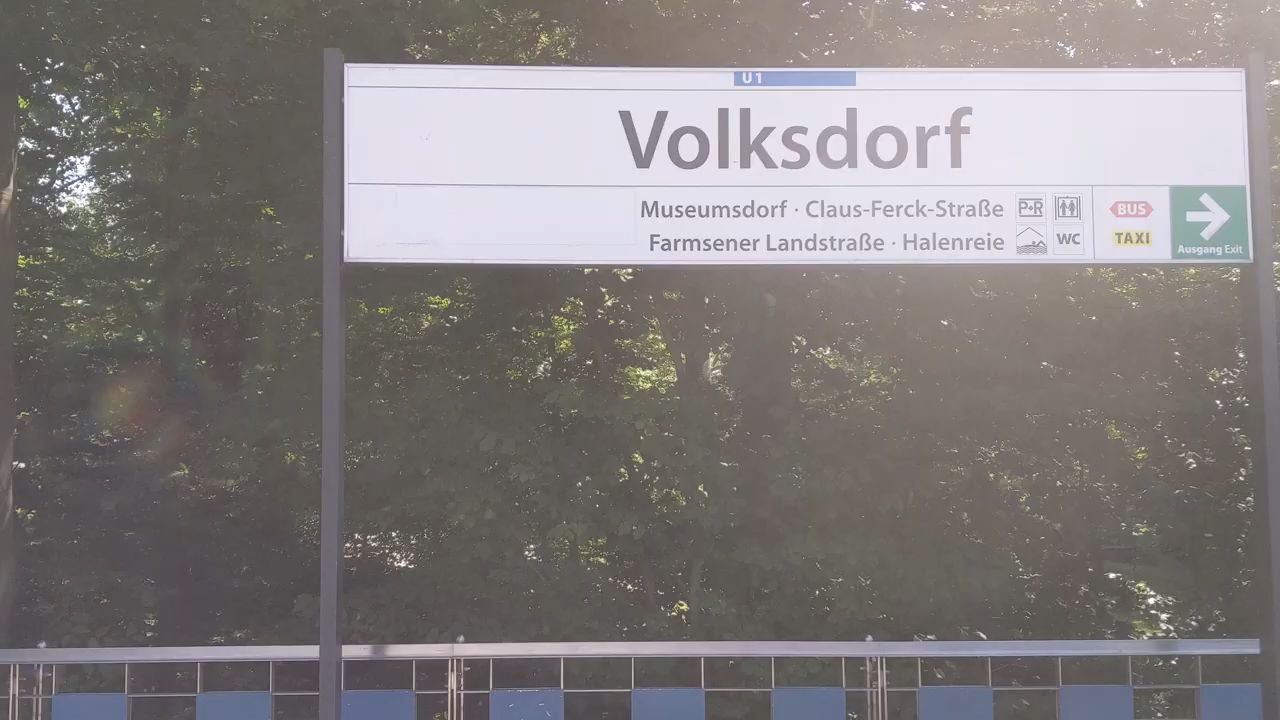 U1
Volksdorf
Museumsdorf · Claus-Ferck-Straße P+R
BUS
Farmsener Landstraße · Halenreie WC
TAXI
Ausgang Exit